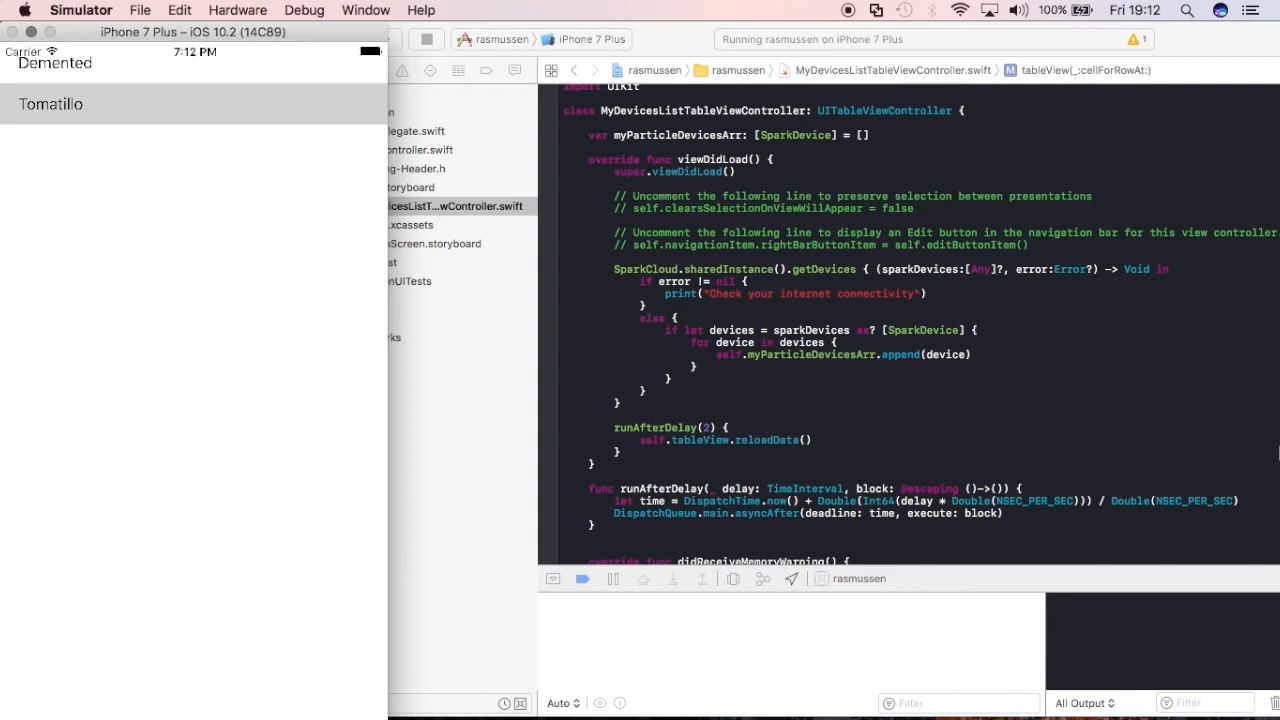 Simulator File Edit Hardware Debug Window Help 100% Fri 19:12
iPhone 7 Plus – iOS 10.2 (14C89)
rasmussen iPhone 7 Plus Running rasmussen on iPhone 7 Plus 1
Carrier 7:12 PM
Demented
Tomatillo
rasmussen rasmussen MyDevicesListTableViewController.swift tableView(_:cellForRowAt:)
n
legate.swift
ontroller.swift
ng-Header.h
toryboard
icesListT...wController.swift
.xcassets
nScreen.storyboard
st
nUITests
ks
import UIKit
class MyDevicesListTableViewController: UITableViewController {
var myParticleDevicesArr: [SparkDevice] = []
override func viewDidLoad() {
super.viewDidLoad()
// Uncomment the following line to preserve selection between presentations
// self.clearsSelectionOnViewWillAppear = false
// Uncomment the following line to display an Edit button in the navigation bar for this view controller.
// self.navigationItem.rightBarButtonItem = self.editButtonItem()
SparkCloud.sharedInstance().getDevices { (sparkDevices:[Any]?, error:Error?) -> Void in
if error != nil {
print("Check your internet connectivity")
}
else {
if let devices = sparkDevices as? [SparkDevice] {
for device in devices {
self.myParticleDevicesArr.append(device)
}
}
}
}
runAfterDelay(2) {
self.tableView.reloadData()
}
}
func runAfterDelay(_ delay: TimeInterval, block: @escaping ()->()) {
let time = DispatchTime.now() + Double(Int64(delay * Double(NSEC_PER_SEC))) / Double(NSEC_PER_SEC)
DispatchQueue.main.asyncAfter(deadline: time, execute: block)
}
override func didReceiveMemoryWarning() {
rasmussen
Auto Filter All Output Filter